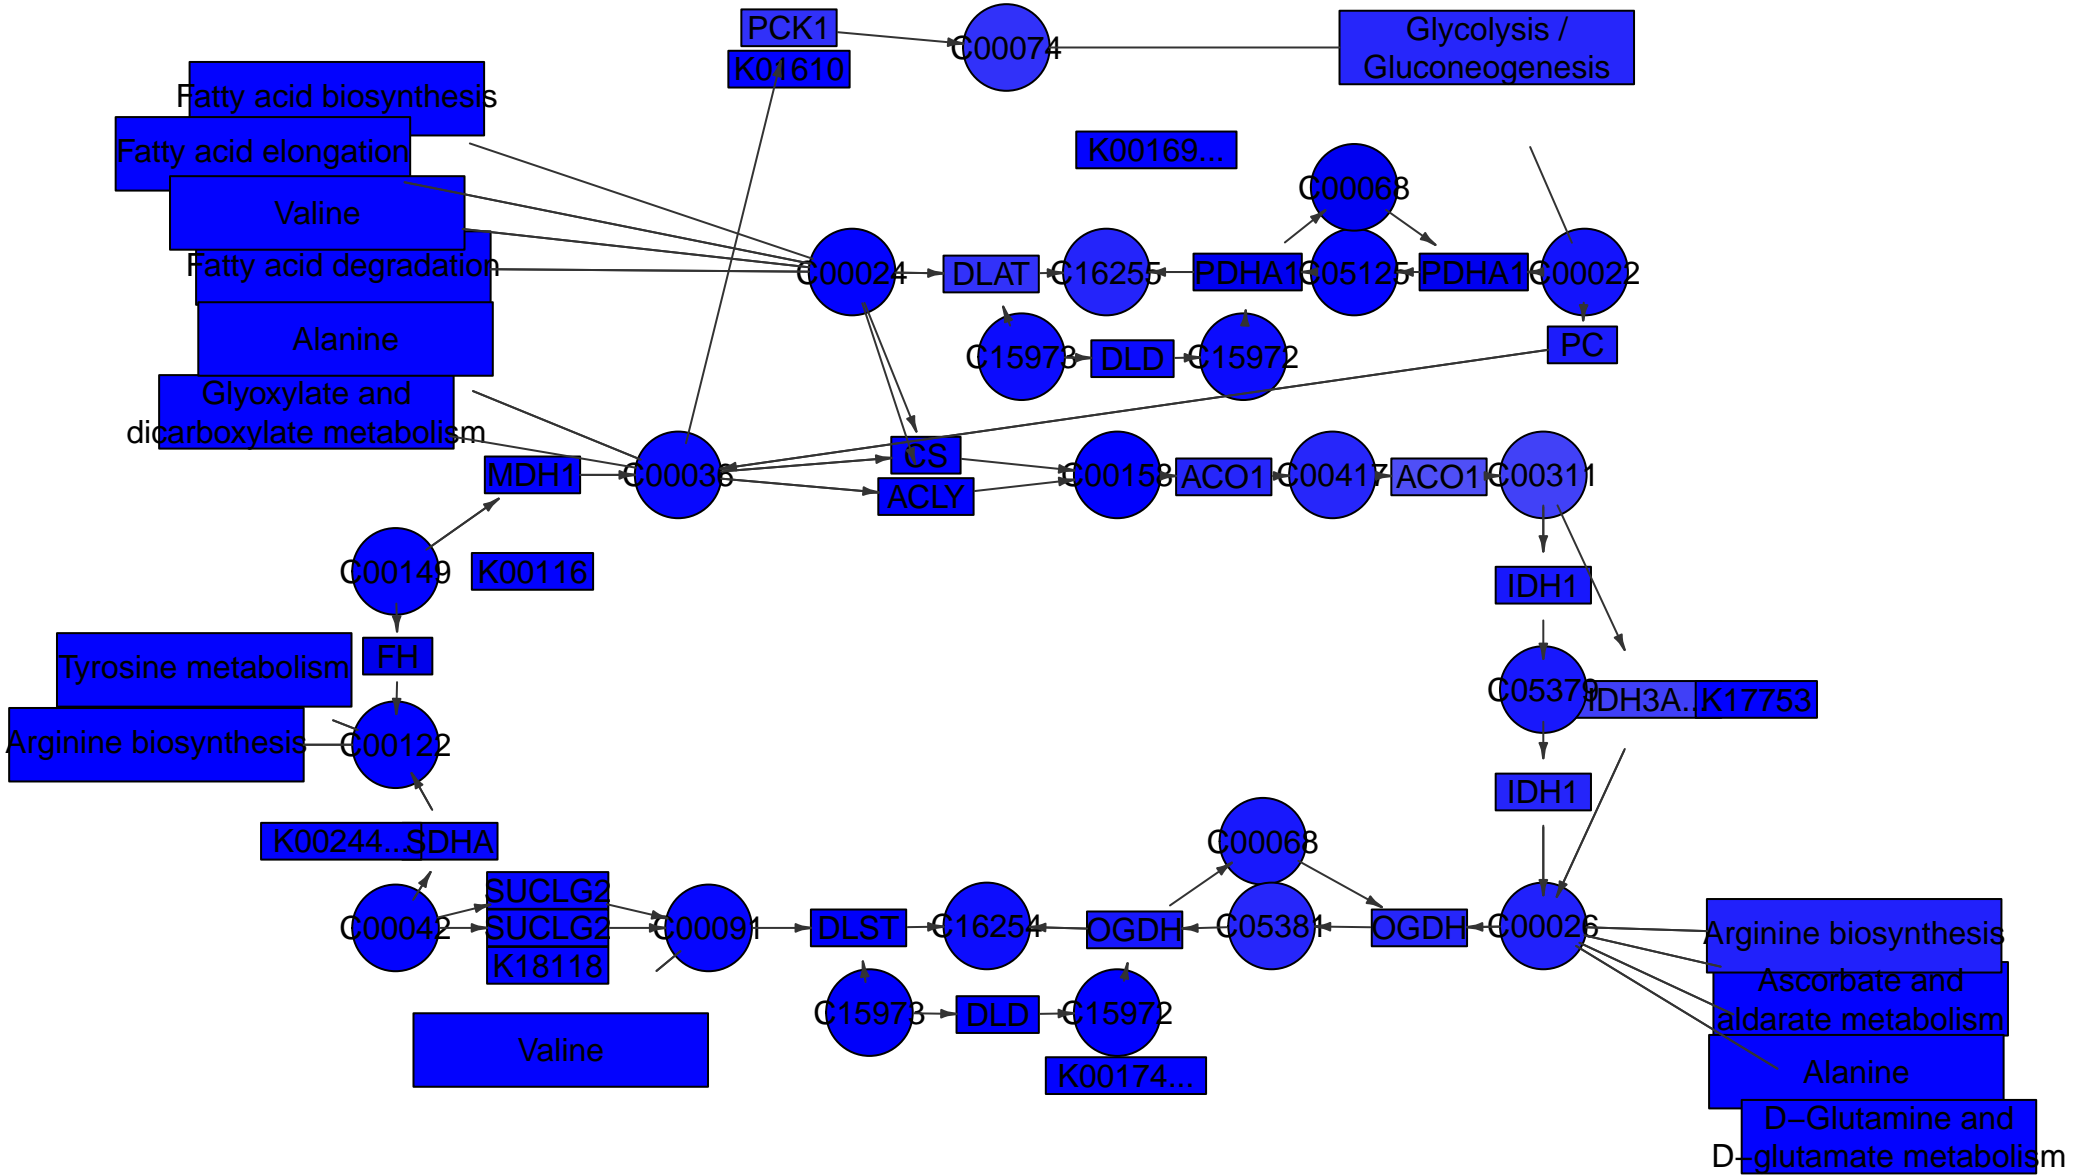 PCK1
K01610
C00074
Glycolysis /
Gluconeogenesis
Fatty acid biosynthesis
Fatty acid elongation
Valine
Fatty acid degradation
Alanine
Glyoxylate and
dicarboxylate metabolism
K00169...
C00068
C00024
DLAT
C16255
PDHA1
C05125
PDHA1
C00022
C15973
DLD
C15972
PC
MDH1
C00036
CS
ACLY
C00158
ACO1
C00417
ACO1
C00311
C00149
K00116
IDH1
FH
Tyrosine metabolism
C05379
IDH3A...
K17753
Arginine biosynthesis
C00122
IDH1
K00244...
SDHA
C00068
SUCLG2
C00042
SUCLG2
K18118
C00091
DLST
C16254
OGDH
C05381
OGDH
C00026
Arginine biosynthesis
Ascorbate and
aldarate metabolism
C15973
DLD
C15972
Valine
K00174...
Alanine
D−Glutamine and
D−glutamate metabolism